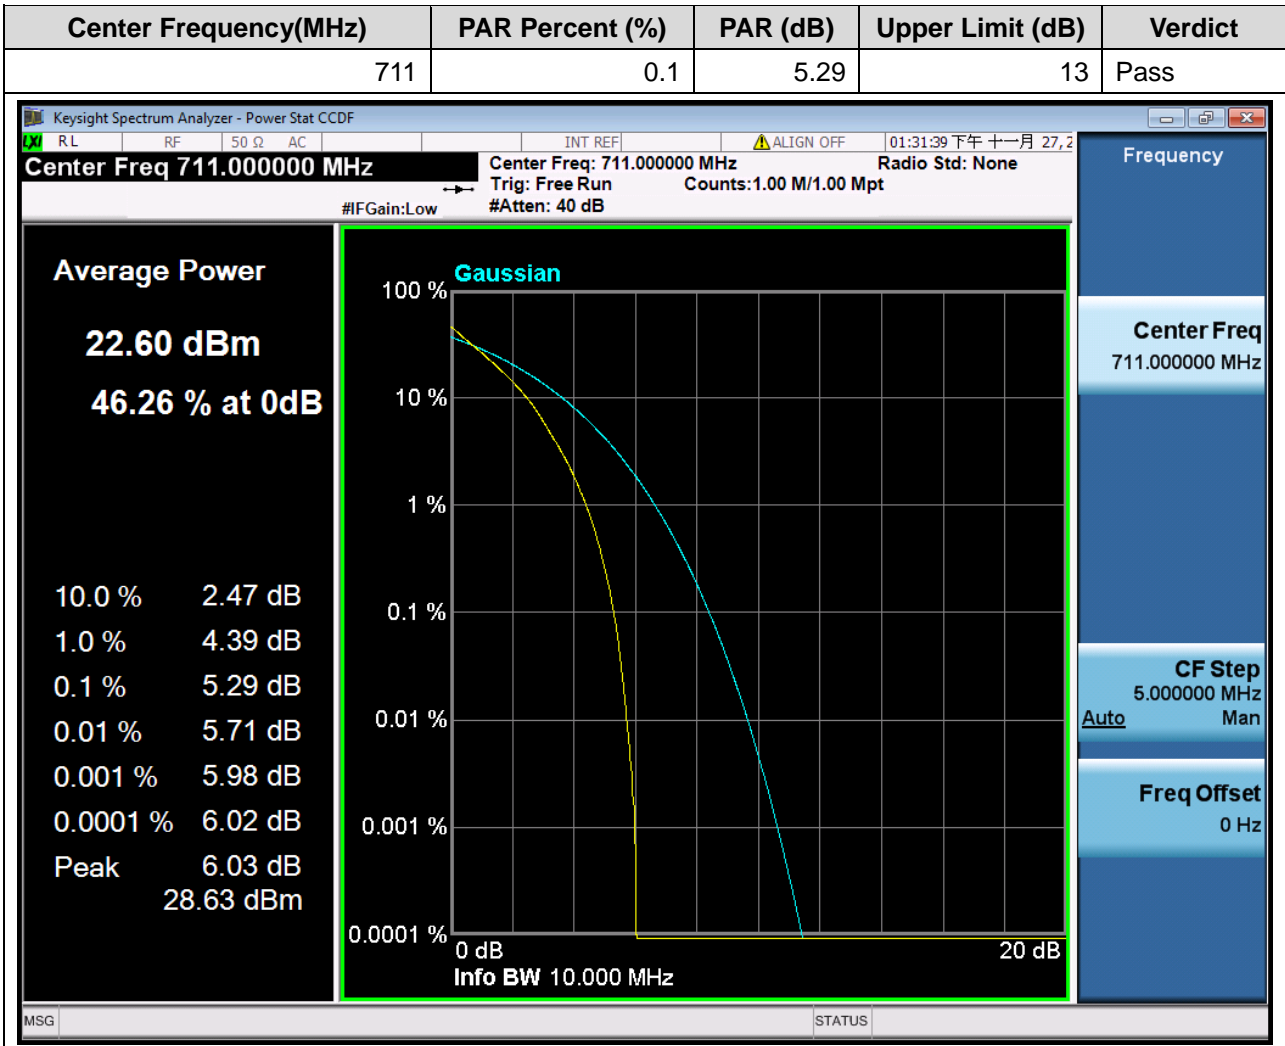 Center Frequency(MHz) PAR Percent (%) PAR (dB) Upper Limit (dB) Verdict
711 0.1 5.29 13 Pass
Keysight Spectrum Analyzer - Power Stat CCDF
LXI RL RF 50 Ω AC INT REF ALIGN OFF 01:31:39 下午 十一月 27, 2
Center Freq 711.000000 MHz
Center Freq: 711.000000 MHz Radio Std: None
Trig: Free Run Counts:1.00 M/1.00 Mpt
#IFGain:Low #Atten: 40 dB
Frequency
Average Power
22.60 dBm
46.26 % at 0dB
10.0 % 2.47 dB
1.0 % 4.39 dB
0.1 % 5.29 dB
0.01 % 5.71 dB
0.001 % 5.98 dB
0.0001 % 6.02 dB
Peak 6.03 dB
28.63 dBm
Gaussian
100 %
10 %
1 %
0.1 %
0.01 %
0.001 %
0.0001 %
0 dB 20 dB
Info BW 10.000 MHz
Center Freq
711.000000 MHz
CF Step
5.000000 MHz
Auto Man
Freq Offset
0 Hz
MSG STATUS